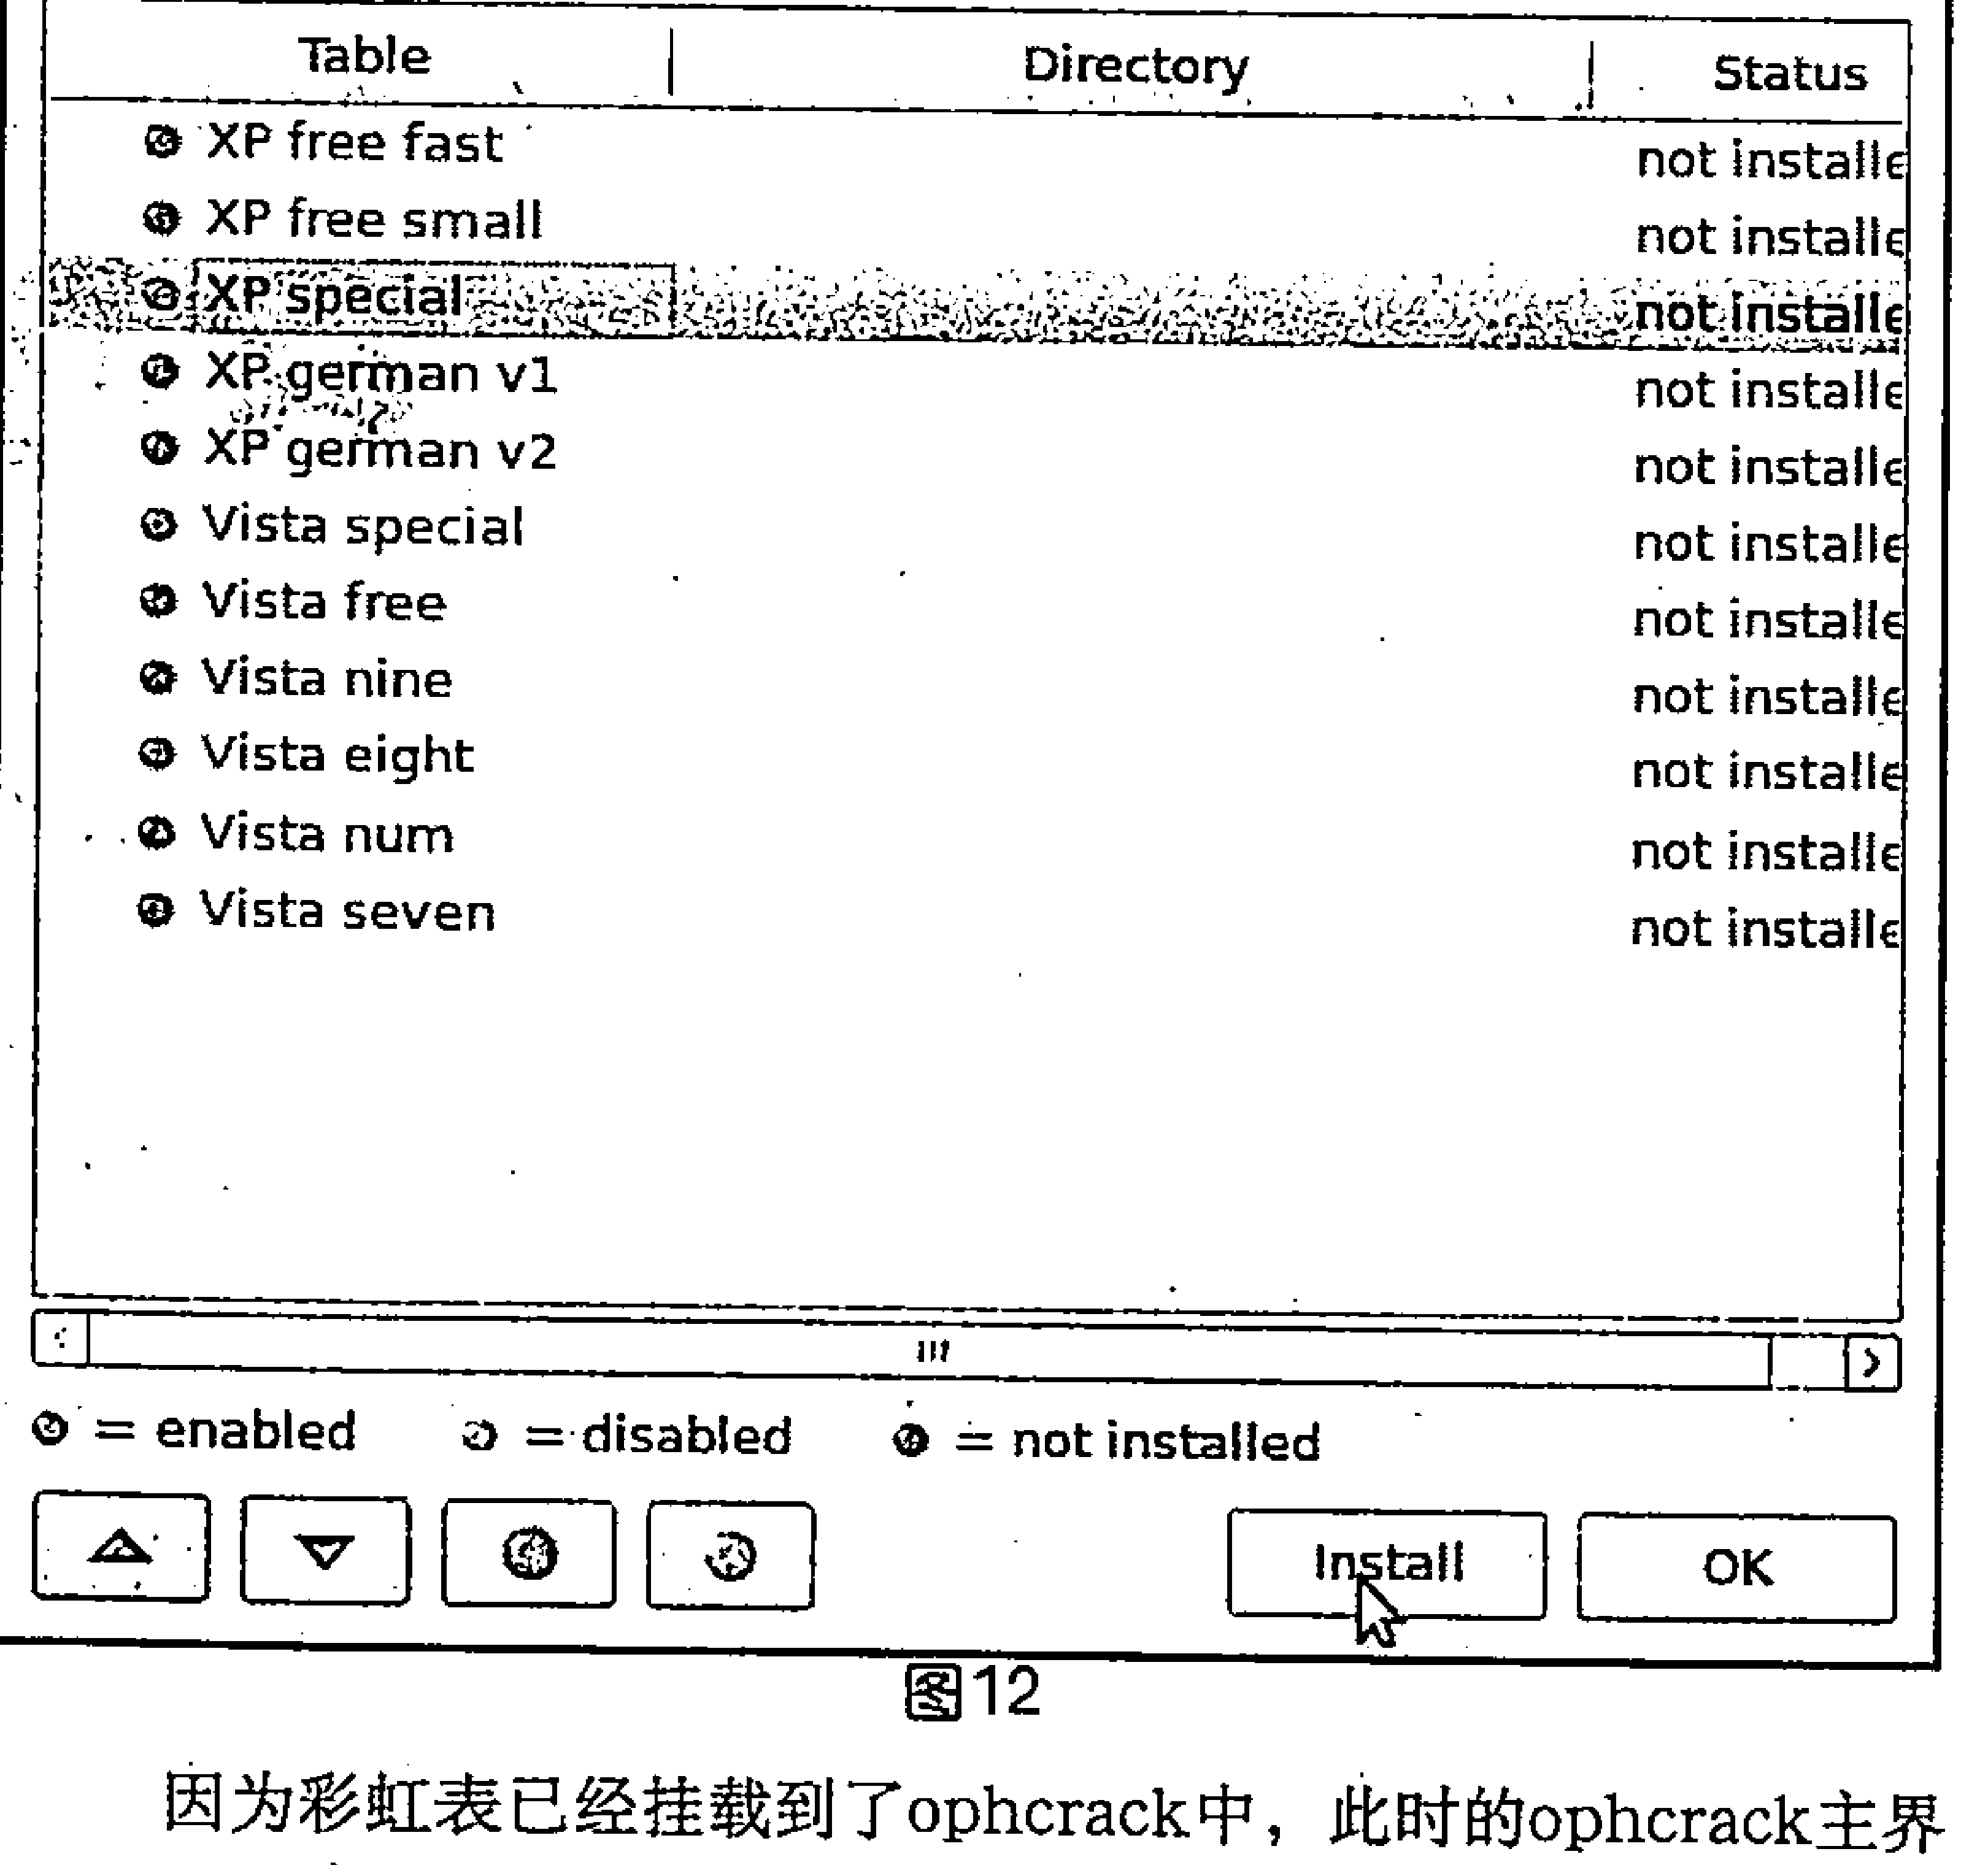 Table Directory Status
XP free fast not installe
XP free small not installe
XP special not installe
XP german v1 not installe
XP german v2 not installe
Vista special not installe
Vista free not installe
Vista nine not installe
Vista eight not installe
Vista num not installe
Vista seven not installe
= enabled = disabled = not installed
Install OK
图12
因为彩虹表已经挂载到了ophcrack中，此时的ophcrack主界